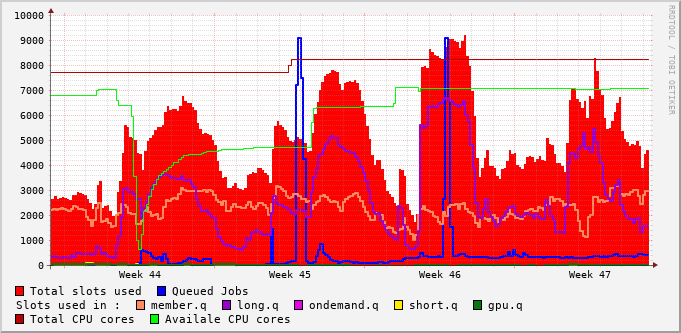 RRDTOOL / TOBI OETIKER
10000
9000
8000
7000
6000
5000
4000
3000
2000
1000
0
Week 44 Week 45 Week 46 Week 47
Total slots used Queued Jobs
Slots used in : member.q long.q ondemand.q short.q gpu.q
Total CPU cores Availale CPU cores